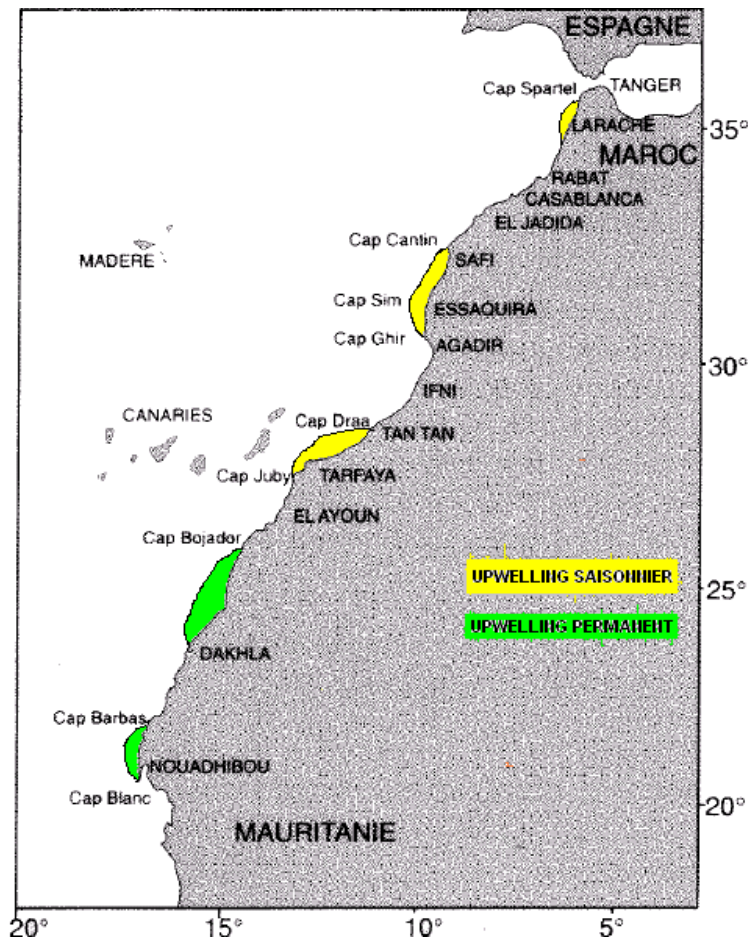 ESPAGNE
Cap Spartel
TANGER
LARACHE
35°
MAROC
RABAT
CASABLANCA
EL JADIDA
Cap Cantin
MADERE
SAFI
Cap Sim
ESSAQUIRA
Cap Ghir
AGADIR
30°
IFNI
CANARIES
Cap Draa
TAN TAN
Cap Juby
TARFAYA
EL AYOUN
Cap Bojador
UPWELLING SAISONNIER
25°
UPWELLING PERMANENT
DAKHLA
Cap Barbas
NOUADHIBOU
Cap Blanc
20°
MAURITANIE
20°
15°
10°
5°